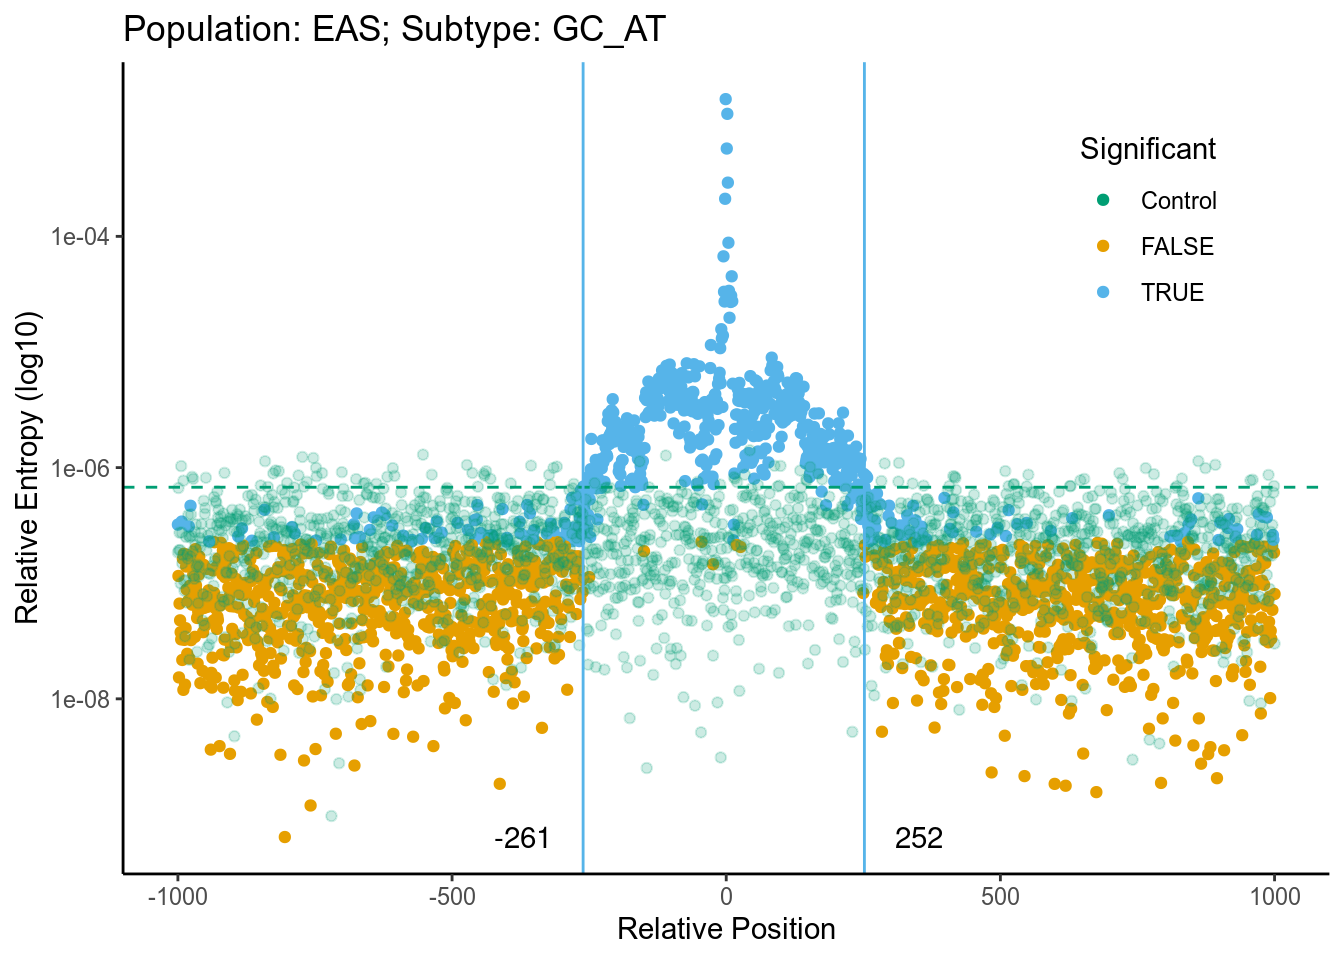 Population: EAS; Subtype: GC_AT
Relative Entropy (log10)
1e-04
1e-06
1e-08
Significant
Control
FALSE
TRUE
-261
252
-1000
-500
0
500
1000
Relative Position